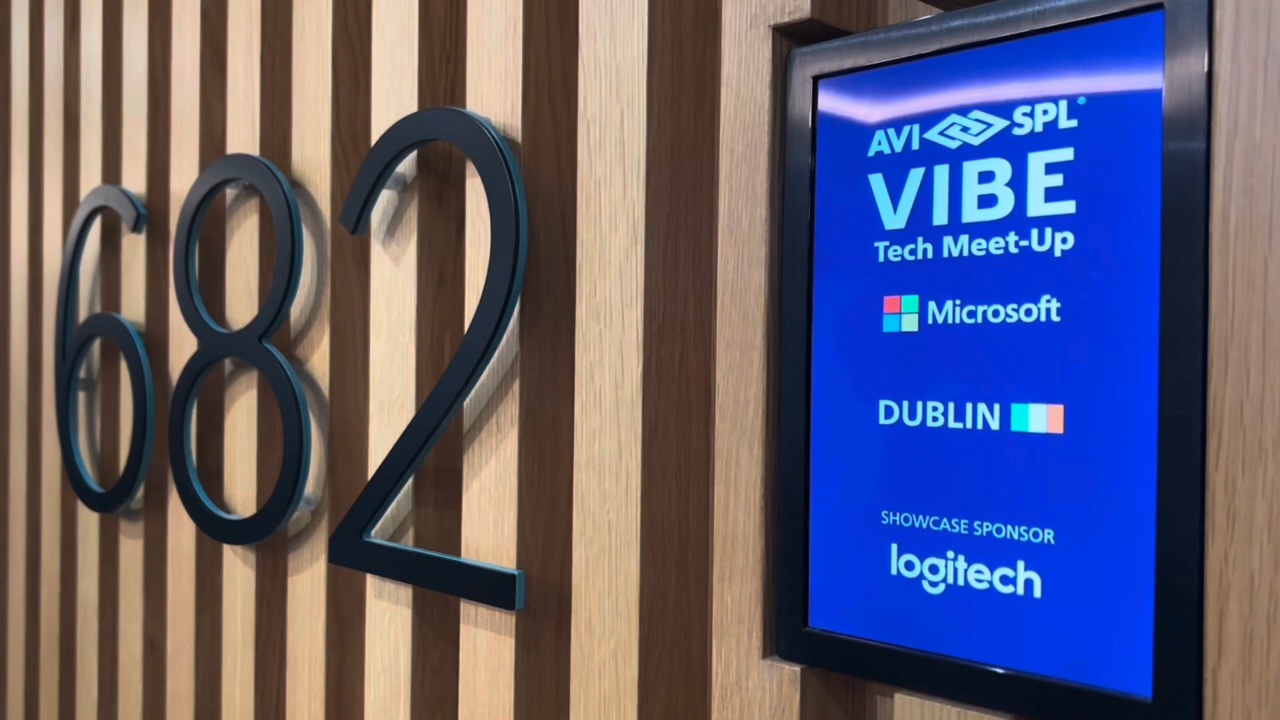 682
AVI SPL®
VIBE
Tech Meet-Up
Microsoft
DUBLIN
SHOWCASE SPONSOR
logitech